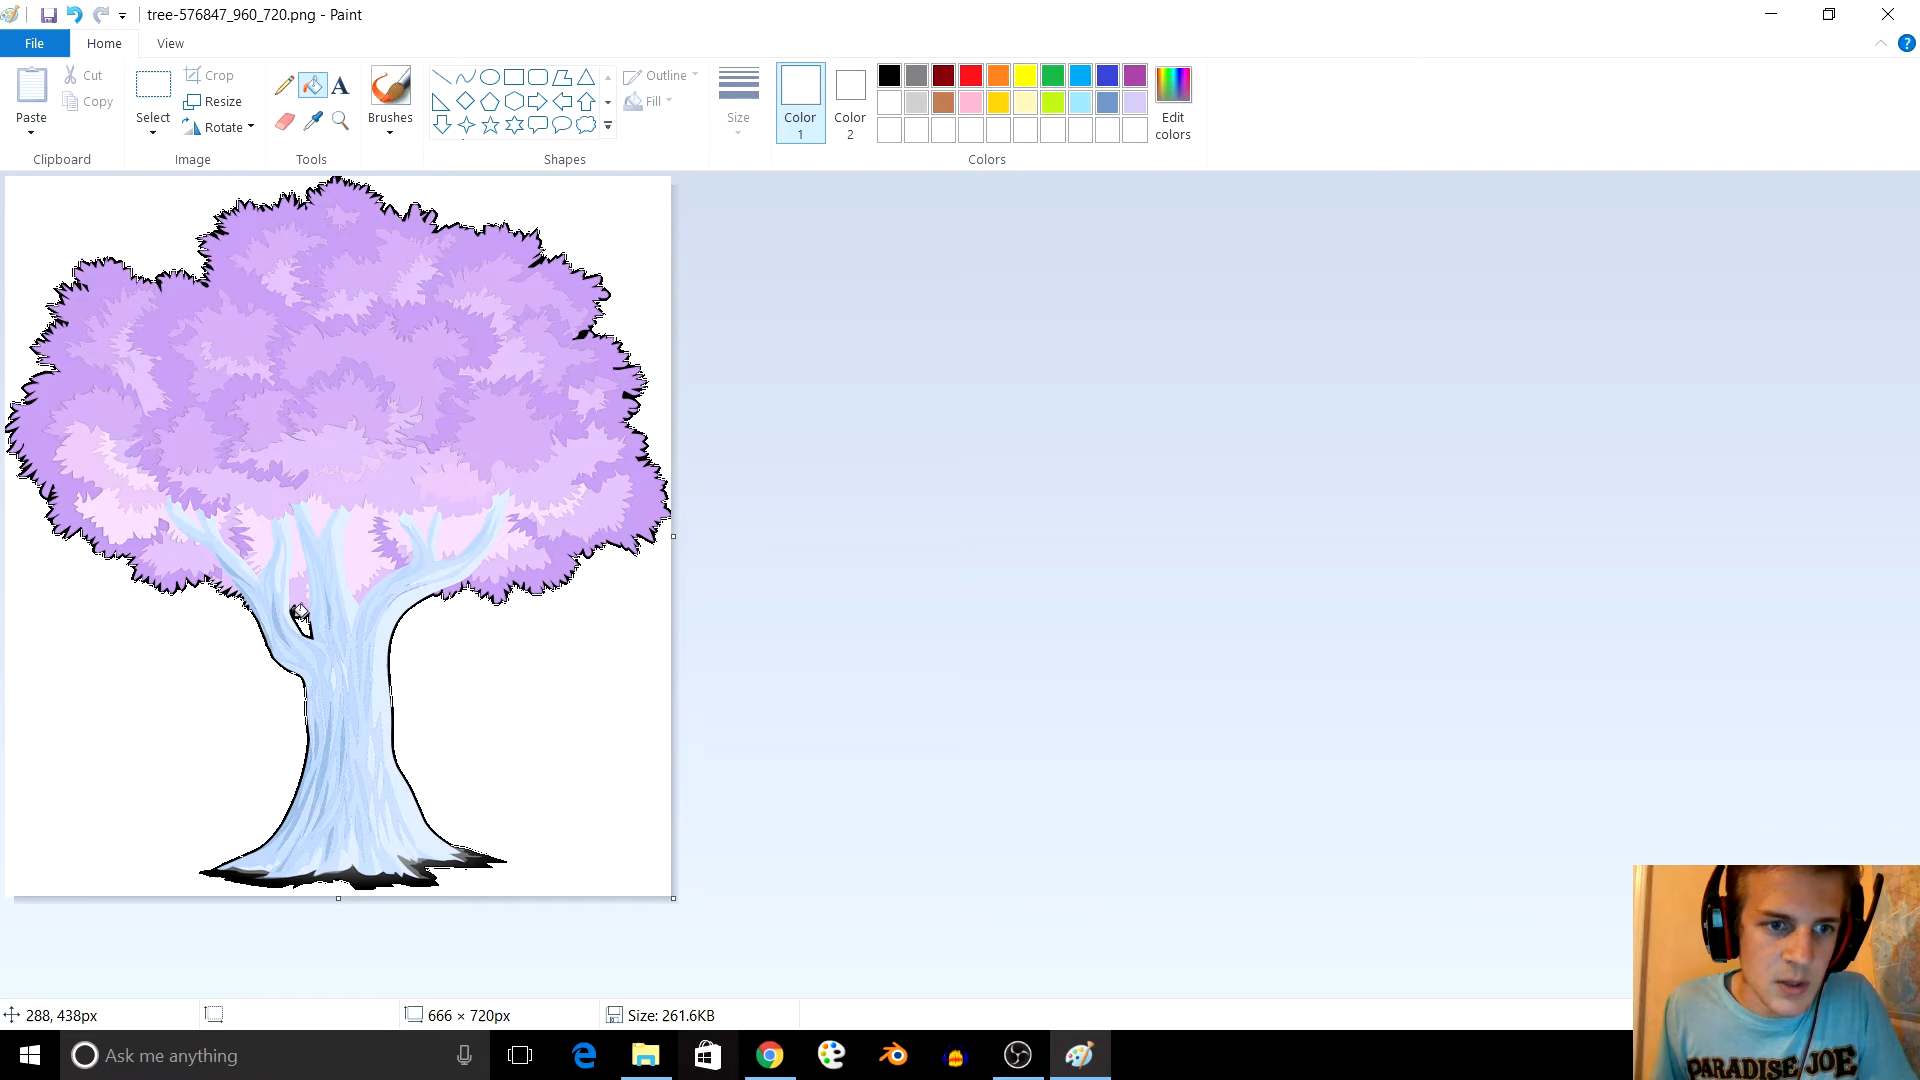 tree-576847_960_720.png - Paint
File Home View
Paste
Cut
Copy
Clipboard
Select
Crop
Resize
Rotate
Image
A
Tools
Brushes
Shapes
Outline
Fill
Size
Color
1
Color
2
Colors
Edit
colors
288, 438px
666 × 720px
Size: 261.6KB
Ask me anything
PARADISE JOE